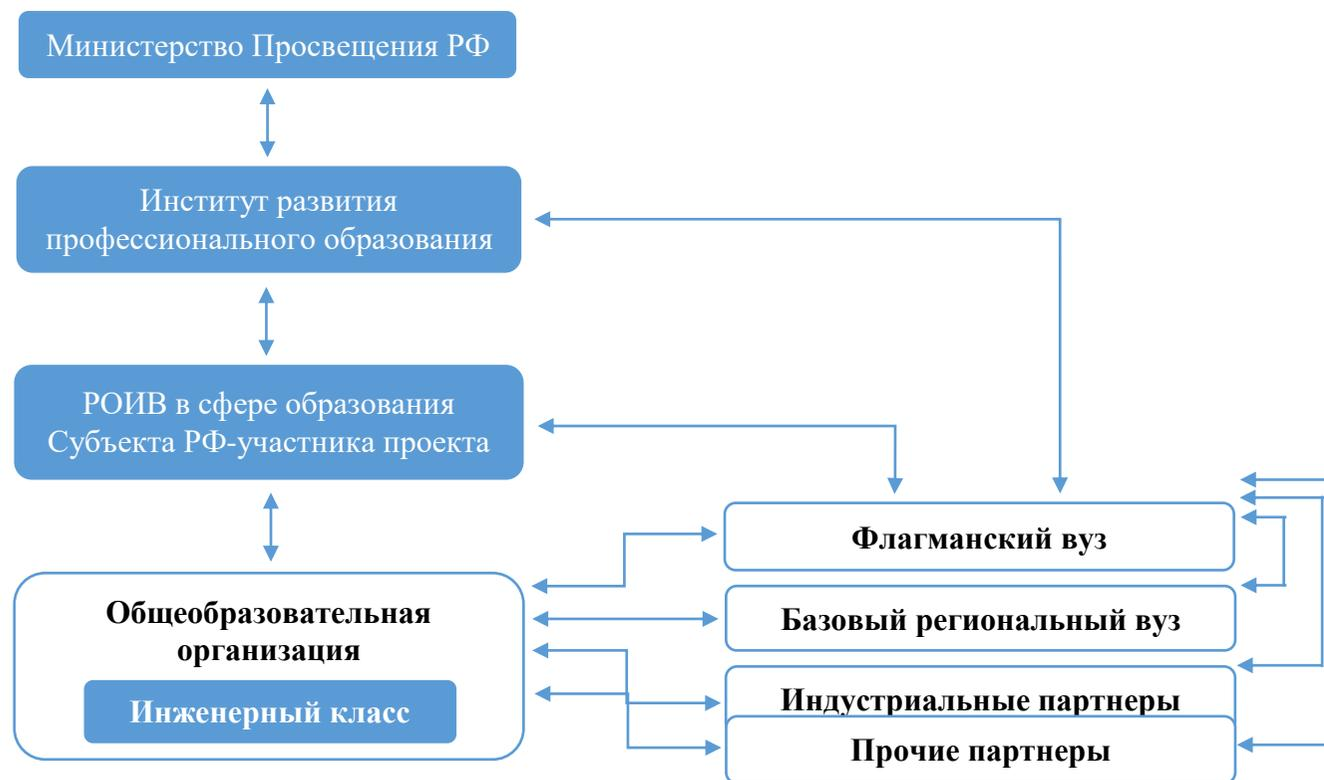 Министерство Просвещения РФ
Институт развития
профессионального образования
РОИВ в сфере образования
Субъекта РФ-участника проекта
Общеобразовательная
организация
Инженерный класс
Флагманский вуз
Базовый региональный вуз
Индустриальные партнеры
Прочие партнеры